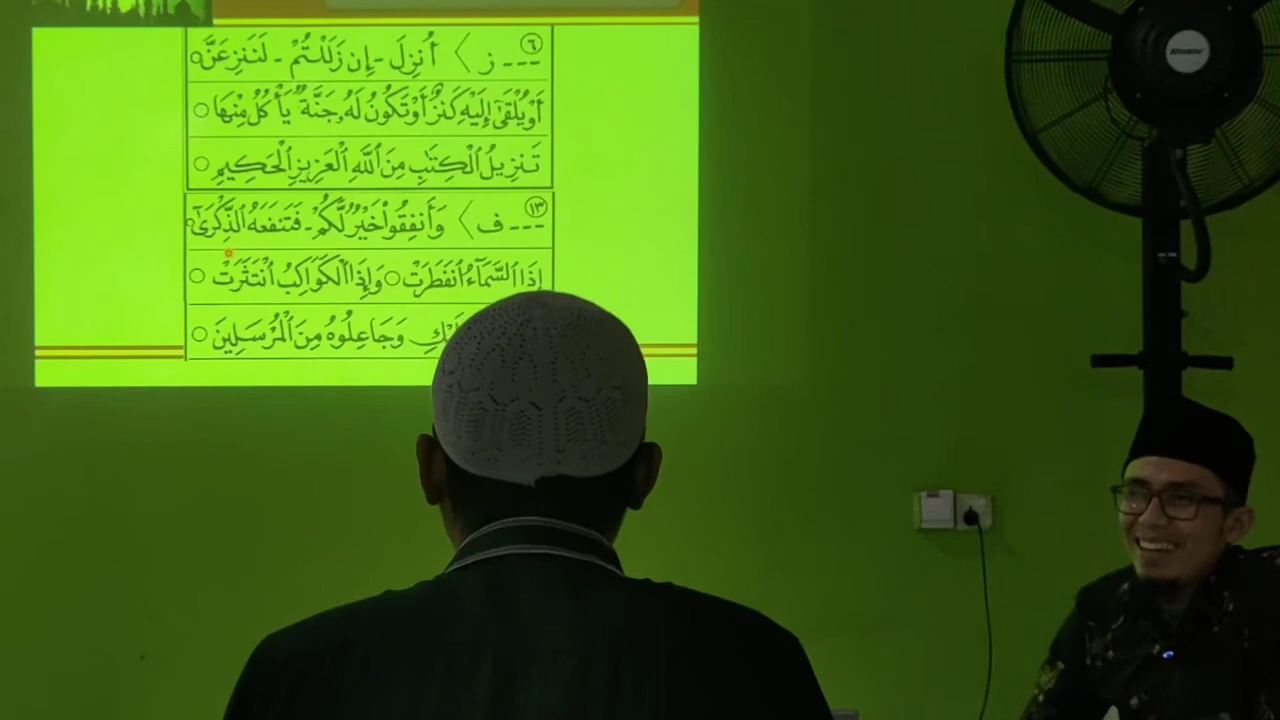 ٦ --- ز 〉 أُنزِلَ - إِن زَلَلْتُمْ - لَنَنزِعَنَّ ○
أَوْ يُلْقَىٰٓ إِلَيْهِ كَنزٌ أَوْ تَكُونُ لَهُۥ جَنَّةٌ يَأْكُلُ مِنْهَا ○
تَنزِيلُ ٱلْكِتَٰبِ مِنَ ٱللَّهِ ٱلْعَزِيزِ ٱلْحَكِيمِ ○
١٣ --- ف 〉 وَأَنفِقُوا۟ خَيْرٌ لَّكُمْ - فَتَنفَعَهُ ٱلذِّكْرَىٰٓ ○
إِذَا ٱلسَّمَآءُ ٱنفَطَرَتْ ○ وَإِذَا ٱلْكَوَاكِبُ ٱنتَثَرَتْ ○
وَجَاعِلُوهُ مِنَ ٱلْمُرْسَلِينَ ○